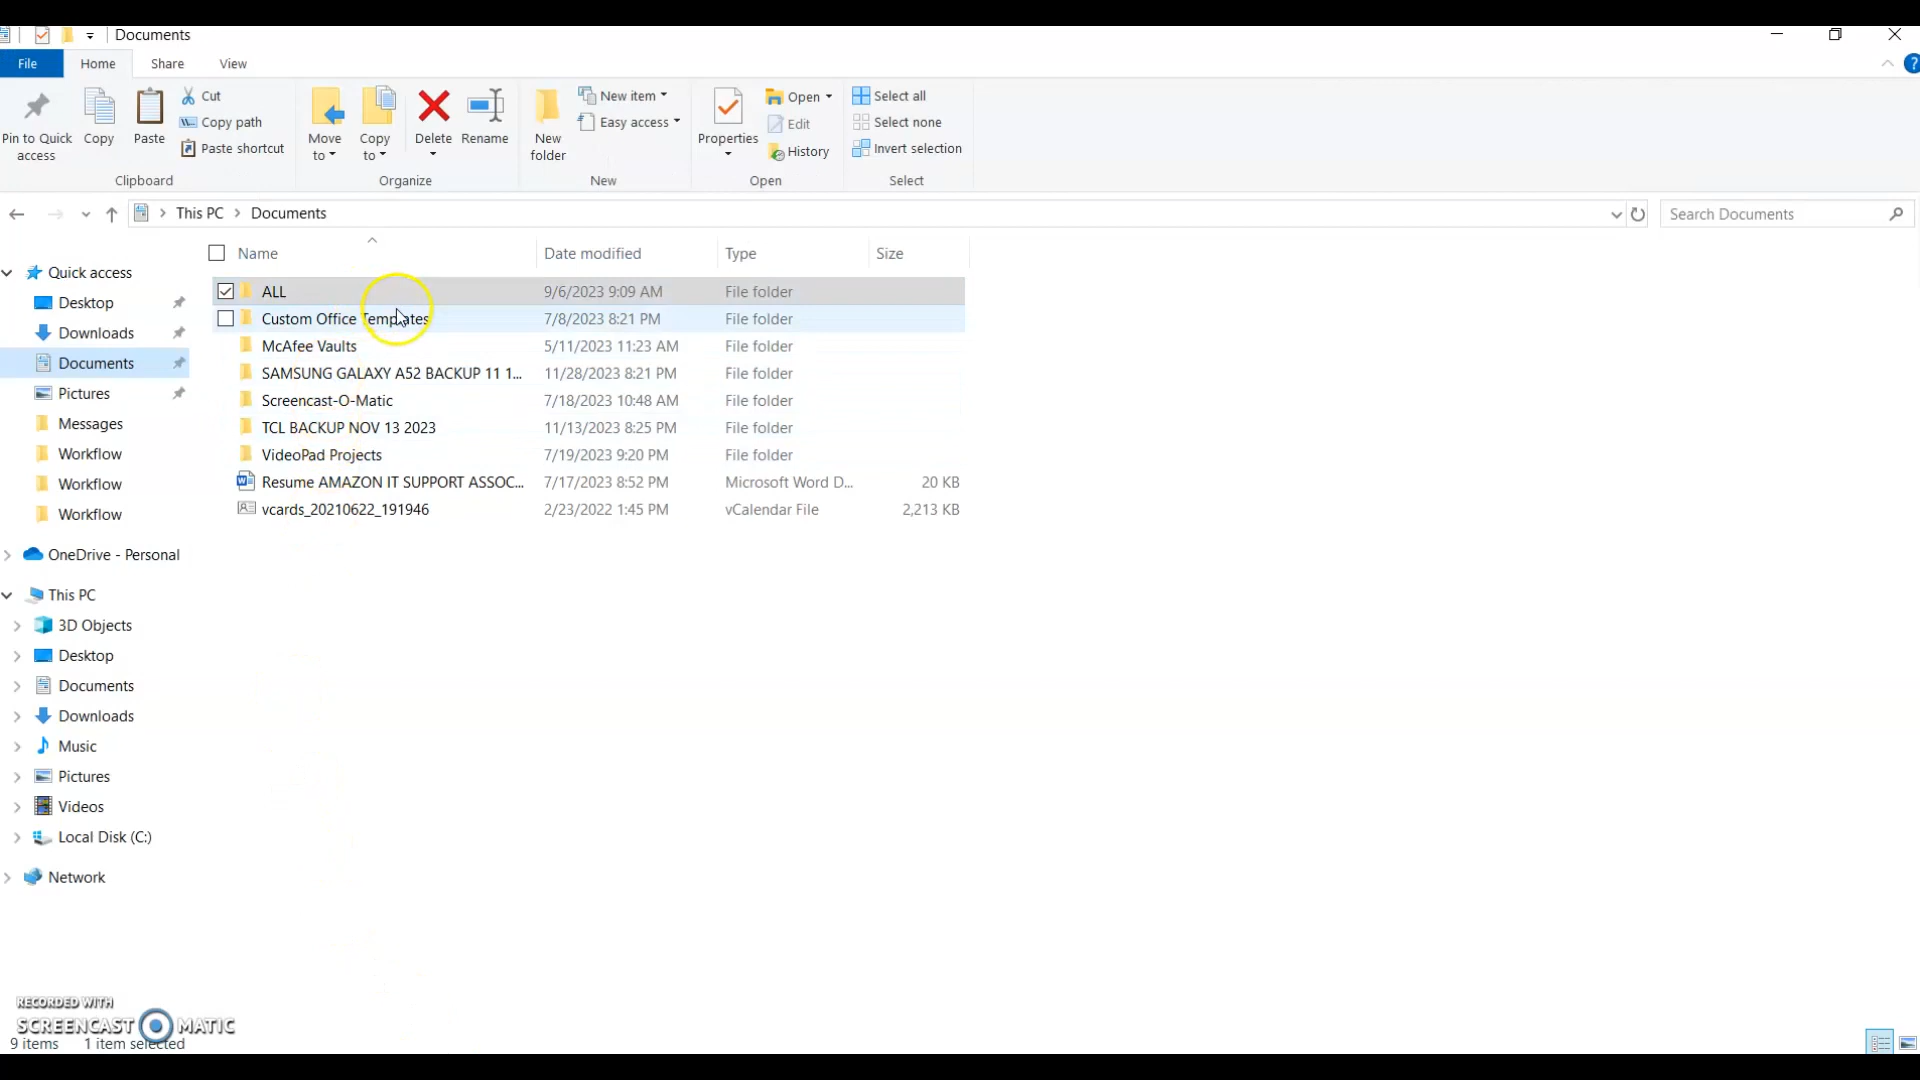 Documents
File Home Share View
Pin to Quick access
Copy
Paste
Cut
Copy path
Paste shortcut
Clipboard
Move to
Copy to
Delete
Rename
Organize
New folder
New item
Easy access
New
Properties
Open
Edit
History
Open
Select all
Select none
Invert selection
Select
This PC > Documents
Search Documents
Name Date modified Type Size
ALL 9/6/2023 9:09 AM File folder
Custom Office Templates 7/8/2023 8:21 PM File folder
McAfee Vaults 5/11/2023 11:23 AM File folder
SAMSUNG GALAXY A52 BACKUP 11 1... 11/28/2023 8:21 PM File folder
Screencast-O-Matic 7/18/2023 10:48 AM File folder
TCL BACKUP NOV 13 2023 11/13/2023 8:25 PM File folder
VideoPad Projects 7/19/2023 9:20 PM File folder
Resume AMAZON IT SUPPORT ASSOC... 7/17/2023 8:52 PM Microsoft Word D... 20 KB
vcards_20210622_191946 2/23/2022 1:45 PM vCalendar File 2,213 KB
Quick access
Desktop
Downloads
Documents
Pictures
Messages
Workflow
Workflow
Workflow
OneDrive - Personal
This PC
3D Objects
Desktop
Documents
Downloads
Music
Pictures
Videos
Local Disk (C:)
Network
RECORDED WITH
SCREENCAST MATIC
9 items 1 item selected